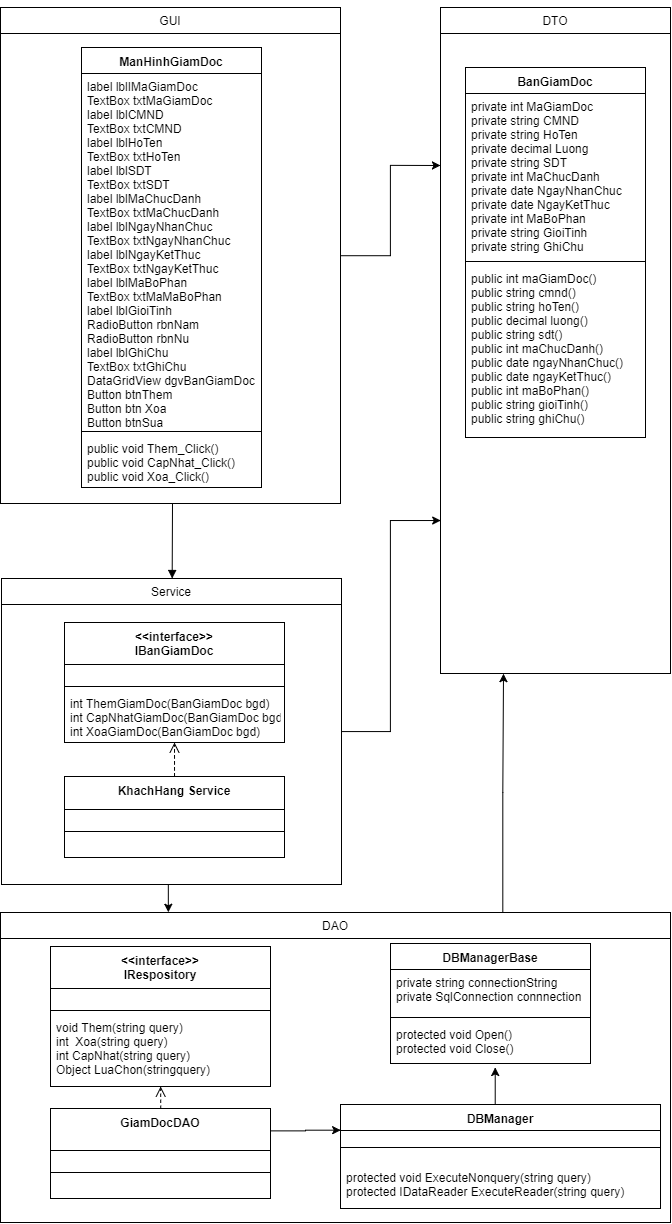 GUI
ManHinhGiamDoc
label lbllMaGiamDoc
TextBox txtMaGiamDoc
label lblCMND
TextBox txtCMND
label lblHoTen
TextBox txtHoTen
label lblSDT
TextBox txtSDT
label lblMaChucDanh
TextBox txtMaChucDanh
label lblNgayNhanChuc
TextBox txtNgayNhanChuc
label lblNgayKetThuc
TextBox txtNgayKetThuc
label lblMaBoPhan
TextBox txtMaMaBoPhan
label lblGioiTinh
RadioButton rbnNam
RadioButton rbnNu
label lblGhiChu
TextBox txtGhiChu
DataGridView dgvBanGiamDoc
Button btnThem
Button btn Xoa
Button btnSua
public void Them_Click()
public void CapNhat_Click()
public void Xoa_Click()
DTO
BanGiamDoc
private int MaGiamDoc
private string CMND
private string HoTen
private decimal Luong
private string SDT
private int MaChucDanh
private date NgayNhanChuc
private date NgayKetThuc
private int MaBoPhan
private string GioiTinh
private string GhiChu
public int maGiamDoc()
public string cmnd()
public string hoTen()
public decimal luong()
public string sdt()
public int maChucDanh()
public date ngayNhanChuc()
public date ngayKetThuc()
public int maBoPhan()
public string gioiTinh()
public string ghiChu()
Service
<<interface>>
IBanGiamDoc
int ThemGiamDoc(BanGiamDoc bgd)
int CapNhatGiamDoc(BanGiamDoc bgd
int XoaGiamDoc(BanGiamDoc bgd)
KhachHang Service
DAO
<<interface>>
IRespository
void Them(string query)
int  Xoa(string query)
int CapNhat(string query)
Object LuaChon(stringquery)
GiamDocDAO
DBManagerBase
private string connectionString
private SqlConnection connnection
protected void Open()
protected void Close()
DBManager
protected void ExecuteNonquery(string query)
protected IDataReader ExecuteReader(string query)